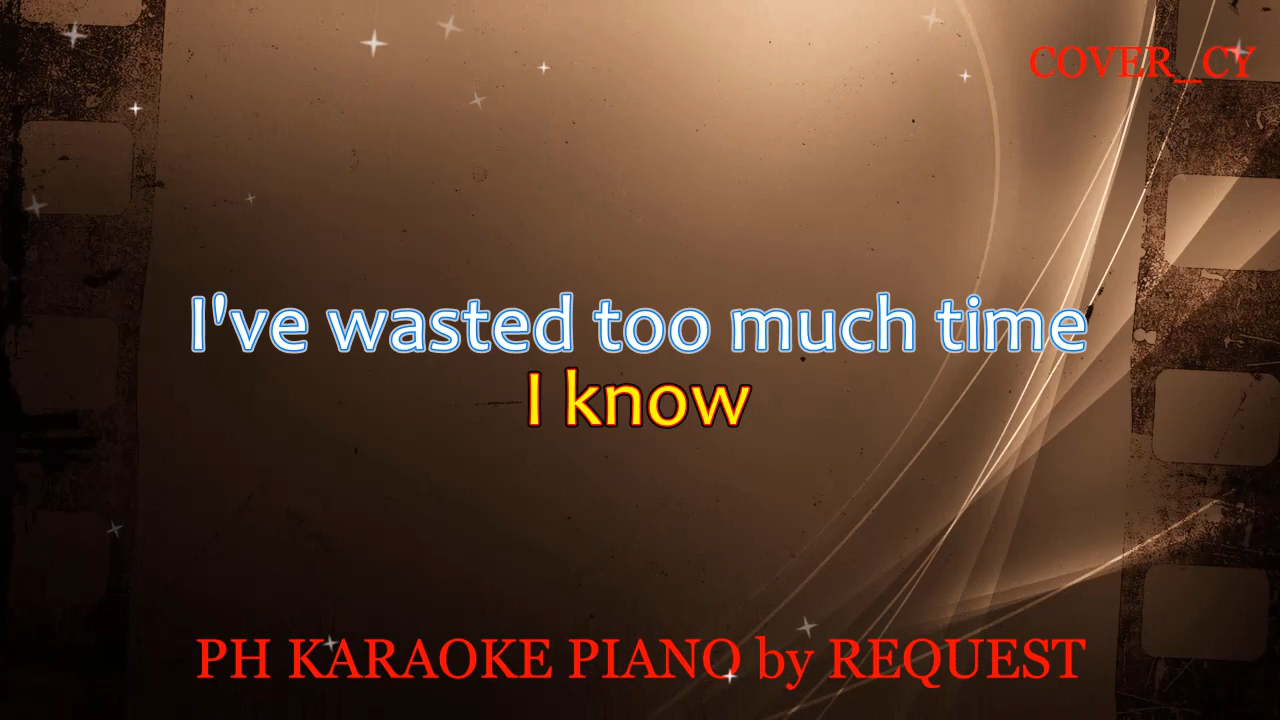 COVER_CY
I've wasted too much time
I know
PH KARAOKE PIANO by REQUEST